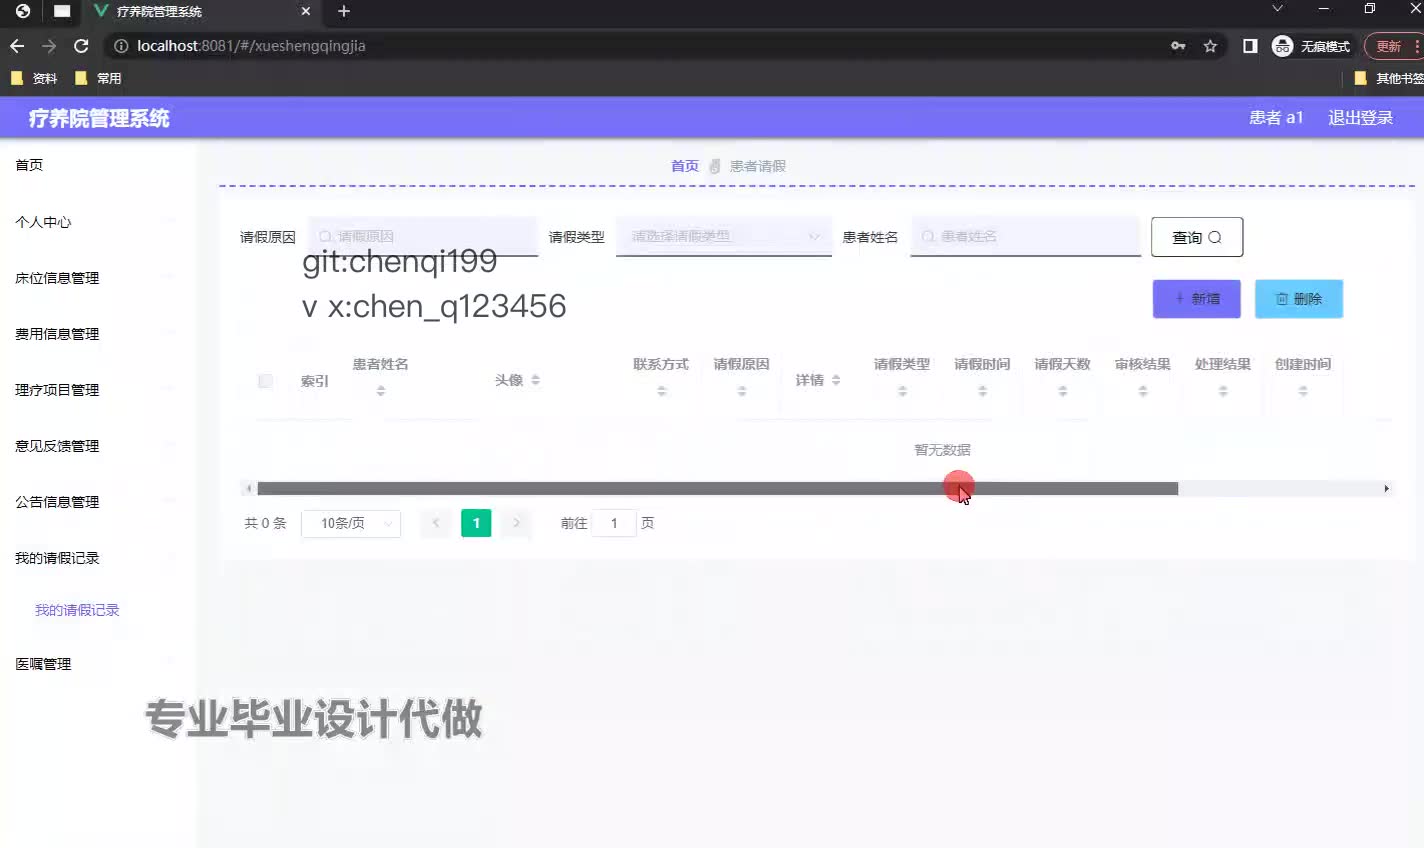 疗养院管理系统
localhost:8081/#/xueshengqingjia
无痕模式
更新
资料
常用
其他书签
疗养院管理系统
患者 a1
退出登录
首页
个人中心
床位信息管理
费用信息管理
理疗项目管理
意见反馈管理
公告信息管理
我的请假记录
我的请假记录
医嘱管理
首页
患者请假
请假原因
请假原因
请假类型
请选择请假类型
患者姓名
患者姓名
查询
git:chenqi199
v x:chen_q123456
新增
删除
索引
患者姓名
头像
联系方式
请假原因
详情
请假类型
请假时间
请假天数
审核结果
处理结果
创建时间
暂无数据
共 0 条
10条/页
1
前往
1
页
专业毕业设计代做